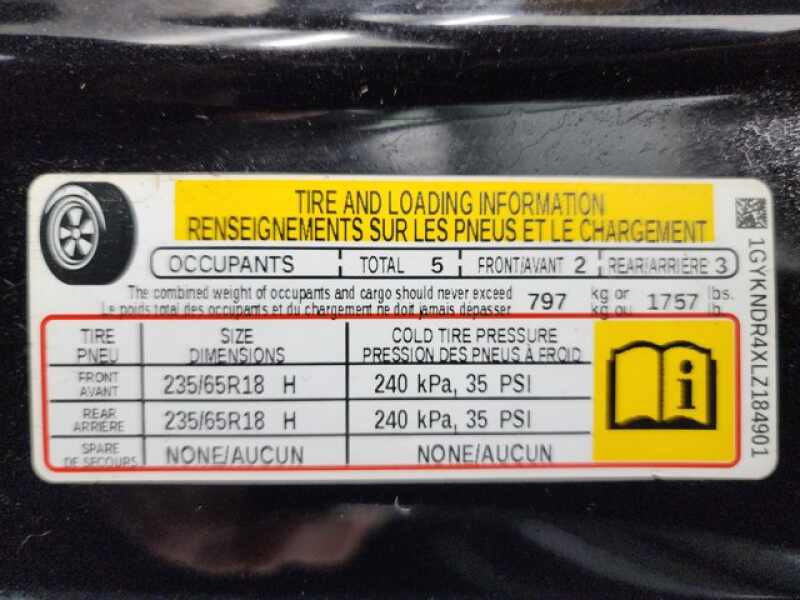 TIRE AND LOADING INFORMATION
RENSEIGNEMENTS SUR LES PNEUS ET LE CHARGEMENT
OCCUPANTS TOTAL 5 FRONT/AVANT 2 REAR/ARRIÈRE 3
The combined weight of occupants and cargo should never exceed 797 kg or 1757 lbs.
Le poids total des occupants et du chargement ne doit jamais dépasser kg ou lb.
TIRE SIZE COLD TIRE PRESSURE
PNEU DIMENSIONS PRESSION DES PNEUS À FROID
FRONT
AVANT 235/65R18 H 240 kPa, 35 PSI
REAR
ARRIÈRE 235/65R18 H 240 kPa, 35 PSI
SPARE
DE SECOURS NONE/AUCUN NONE/AUCUN
1GYKNDR4XLZ184901